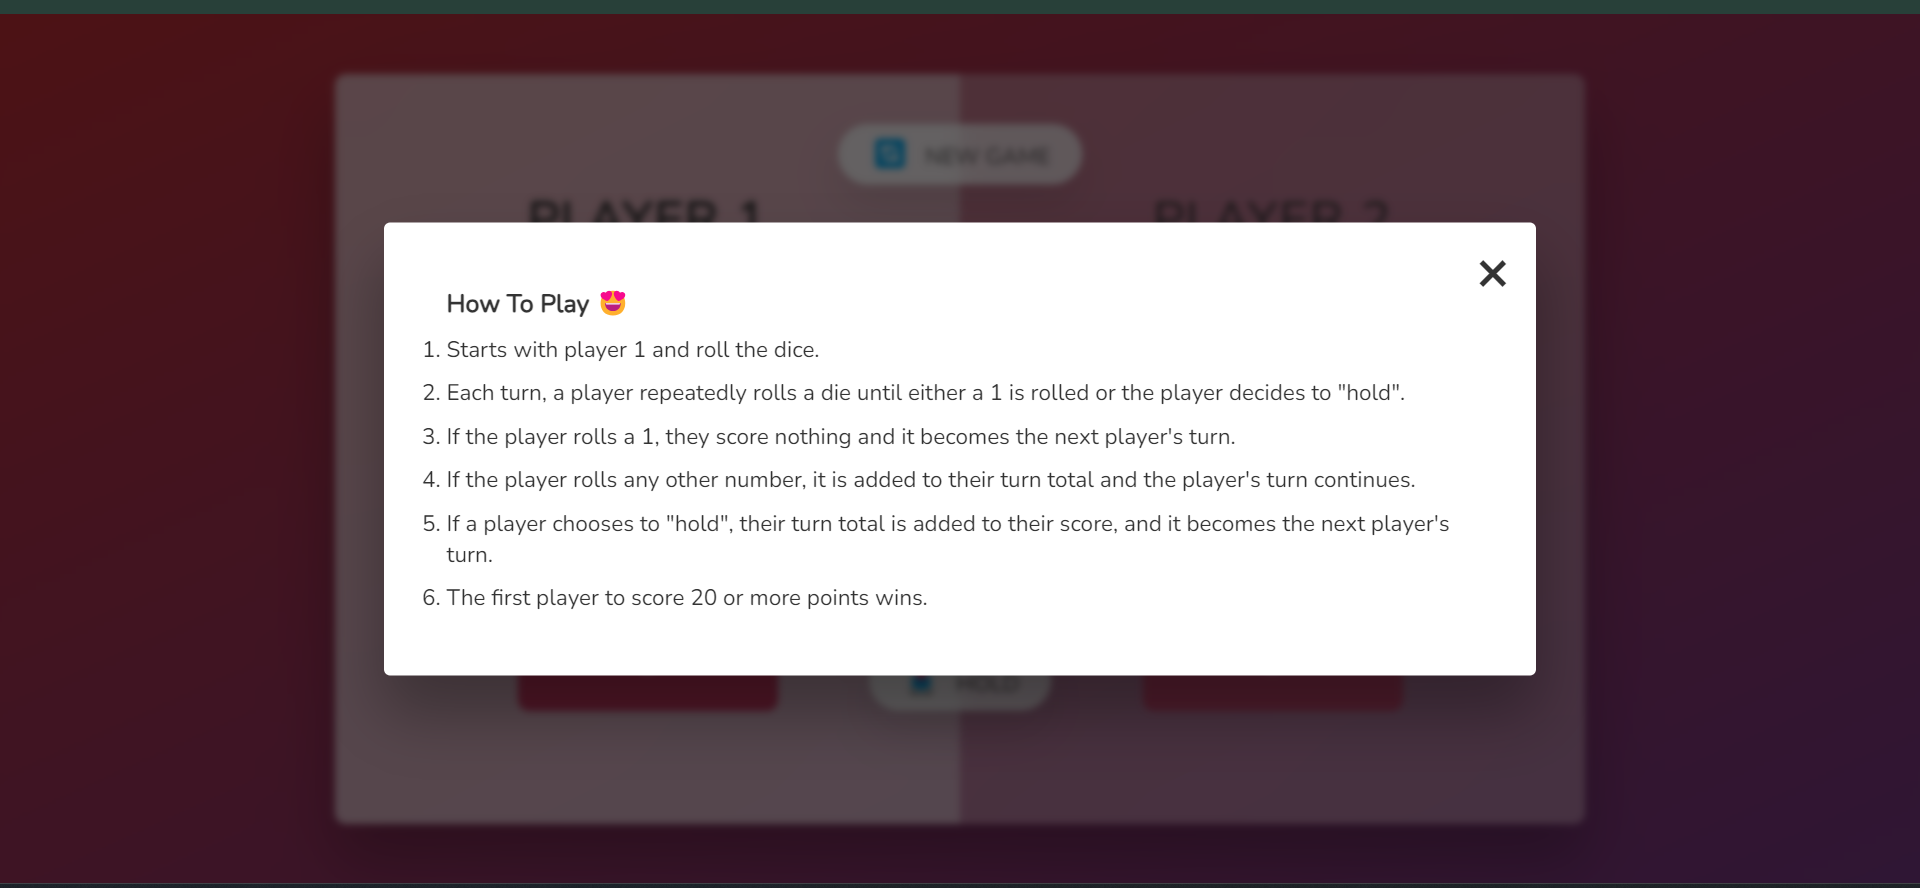 NEW GAME
PLAYER 1
PLAYER 2
How To Play 😍
1. Starts with player 1 and roll the dice.
2. Each turn, a player repeatedly rolls a die until either a 1 is rolled or the player decides to "hold".
3. If the player rolls a 1, they score nothing and it becomes the next player's turn.
4. If the player rolls any other number, it is added to their turn total and the player's turn continues.
5. If a player chooses to "hold", their turn total is added to their score, and it becomes the next player's
turn.
6. The first player to score 20 or more points wins.
HOLD